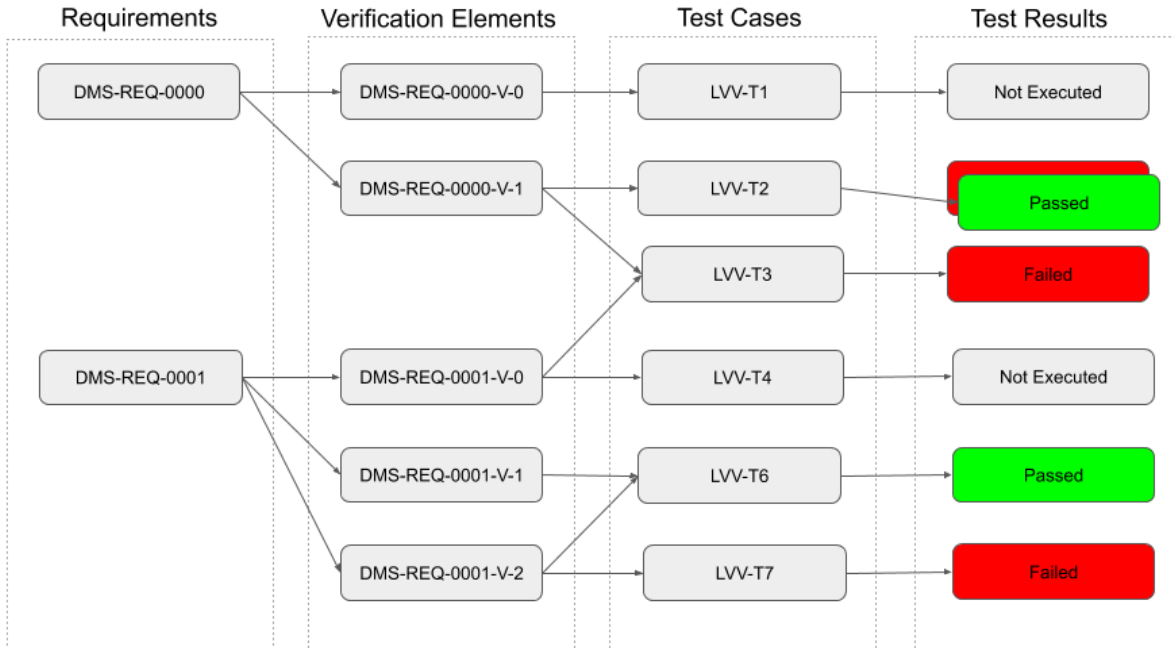 Requirements
Verification Elements
Test Cases
Test Results
DMS-REQ-0000
DMS-REQ-0000-V-0
LVV-T1
Not Executed
DMS-REQ-0000-V-1
LVV-T2
Passed
LVV-T3
Failed
DMS-REQ-0001
DMS-REQ-0001-V-0
LVV-T4
Not Executed
DMS-REQ-0001-V-1
LVV-T6
Passed
DMS-REQ-0001-V-2
LVV-T7
Failed